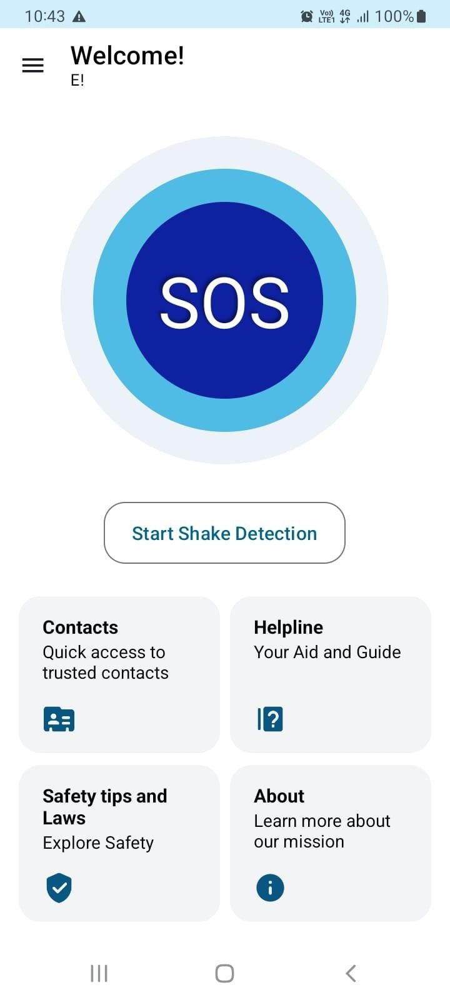 10:43 Vo)) LTE1 4G 100%
Welcome!
E!
SOS
Start Shake Detection
Contacts
Quick access to
trusted contacts
Helpline
Your Aid and Guide
Safety tips and
Laws
Explore Safety
About
Learn more about
our mission